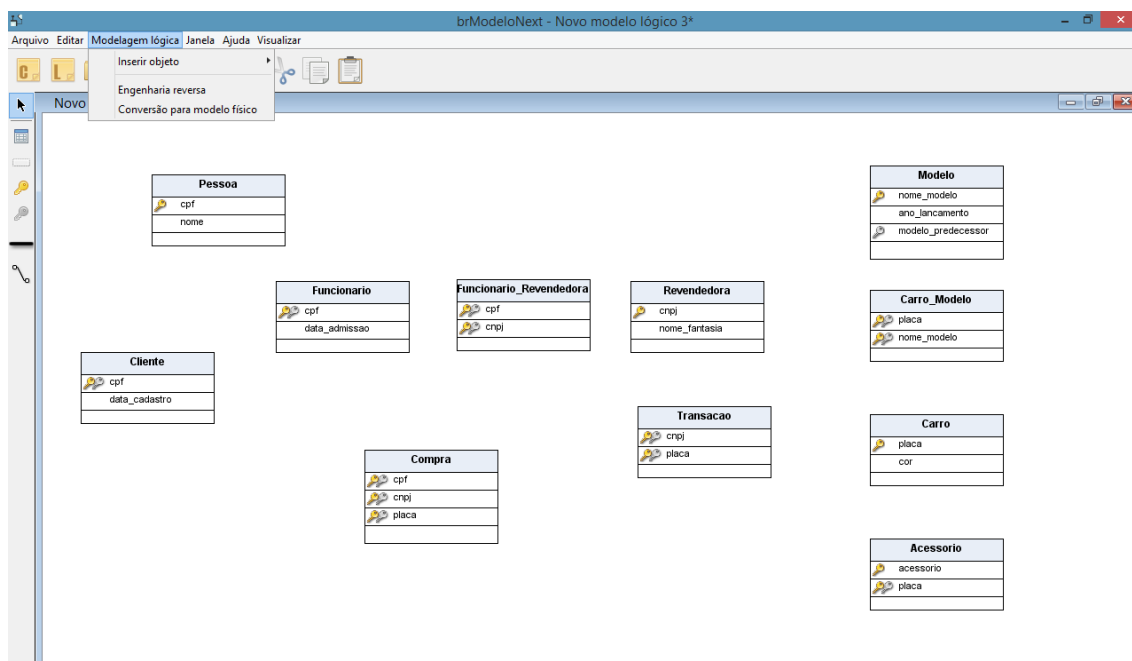 brModeloNext - Novo modelo lógico 3*
Arquivo Editar Modelagem lógica Janela Ajuda Visualizar
Inserir objeto
Engenharia reversa
Conversão para modelo físico
C
L
Novo
Pessoa
cpf
nome
Modelo
nome_modelo
ano_lancamento
modelo_predecessor
Funcionario
cpf
data_admissao
Funcionario_Revendedora
cpf
cnpj
Revendedora
cnpj
nome_fantasia
Carro_Modelo
placa
nome_modelo
Cliente
cpf
data_cadastro
Transacao
cnpj
placa
Carro
placa
cor
Compra
cpf
cnpj
placa
Acessorio
acessorio
placa